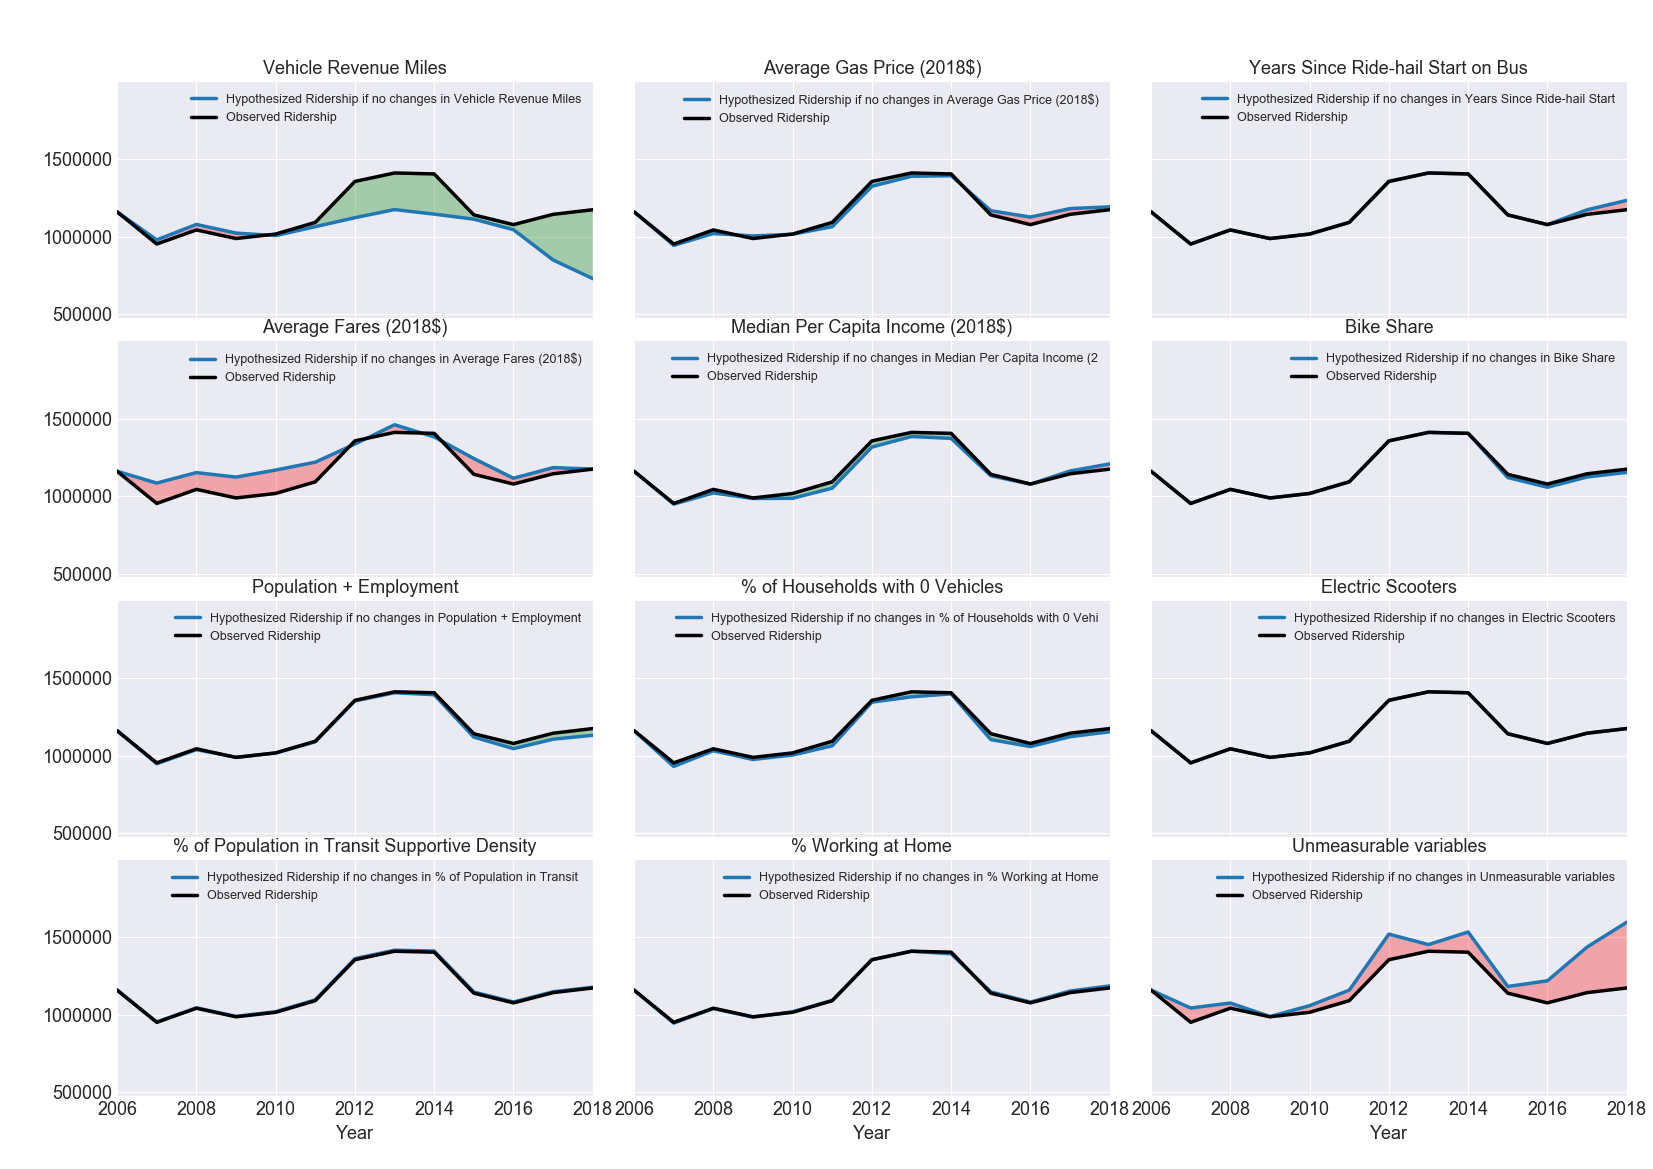 Vehicle Revenue Miles
Hypothesized Ridership if no changes in Vehicle Revenue Miles
Observed Ridership
1500000
1000000
500000
Average Gas Price (2018$)
Hypothesized Ridership if no changes in Average Gas Price (2018$)
Observed Ridership
Years Since Ride-hail Start on Bus
Hypothesized Ridership if no changes in Years Since Ride-hail Start
Observed Ridership
Average Fares (2018$)
Hypothesized Ridership if no changes in Average Fares (2018$)
Observed Ridership
1500000
1000000
500000
Median Per Capita Income (2018$)
Hypothesized Ridership if no changes in Median Per Capita Income (2
Observed Ridership
Bike Share
Hypothesized Ridership if no changes in Bike Share
Observed Ridership
Population + Employment
Hypothesized Ridership if no changes in Population + Employment
Observed Ridership
1500000
1000000
500000
% of Households with 0 Vehicles
Hypothesized Ridership if no changes in % of Households with 0 Vehi
Observed Ridership
Electric Scooters
Hypothesized Ridership if no changes in Electric Scooters
Observed Ridership
% of Population in Transit Supportive Density
Hypothesized Ridership if no changes in % of Population in Transit
Observed Ridership
1500000
1000000
500000
2006 2008 2010 2012 2014 2016 2018
Year
% Working at Home
Hypothesized Ridership if no changes in % Working at Home
Observed Ridership
2006 2008 2010 2012 2014 2016 2018
Year
Unmeasurable variables
Hypothesized Ridership if no changes in Unmeasurable variables
Observed Ridership
2006 2008 2010 2012 2014 2016 2018
Year